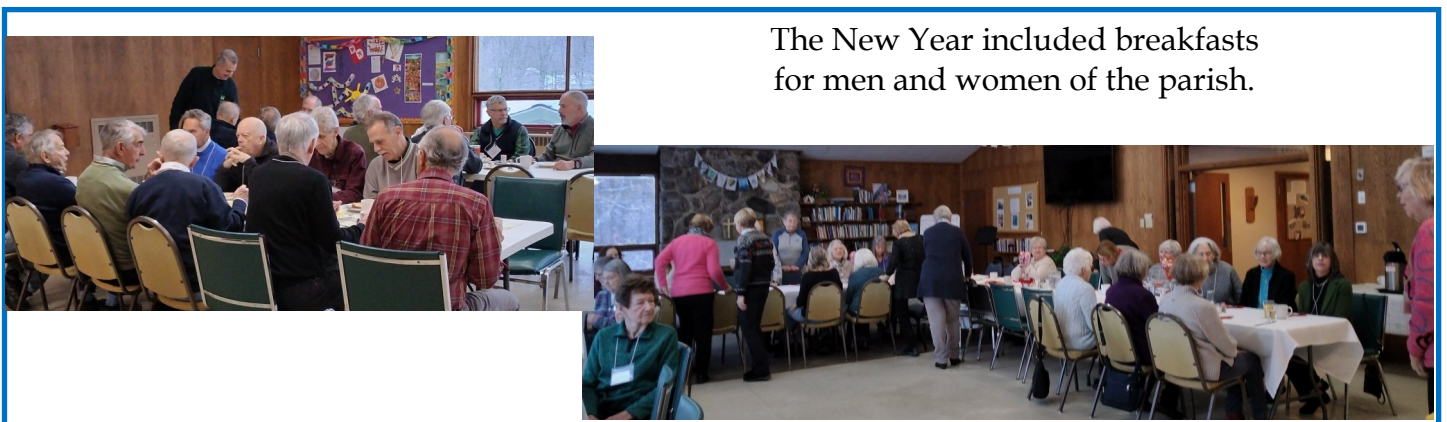 The New Year included breakfasts
for men and women of the parish.